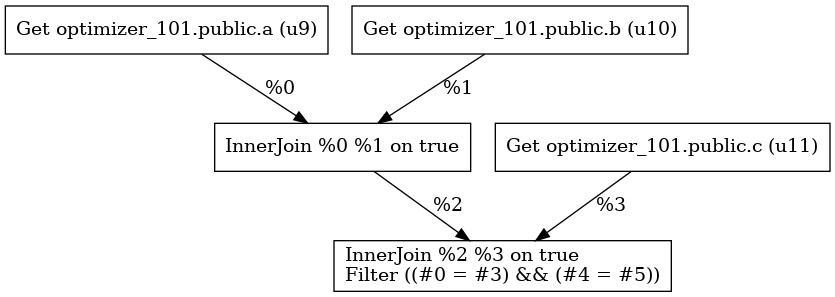 Get optimizer_101.public.a (u9)
Get optimizer_101.public.b (u10)
%0
%1
InnerJoin %0 %1 on true
Get optimizer_101.public.c (u11)
%2
%3
InnerJoin %2 %3 on true
Filter ((#0 = #3) && (#4 = #5))